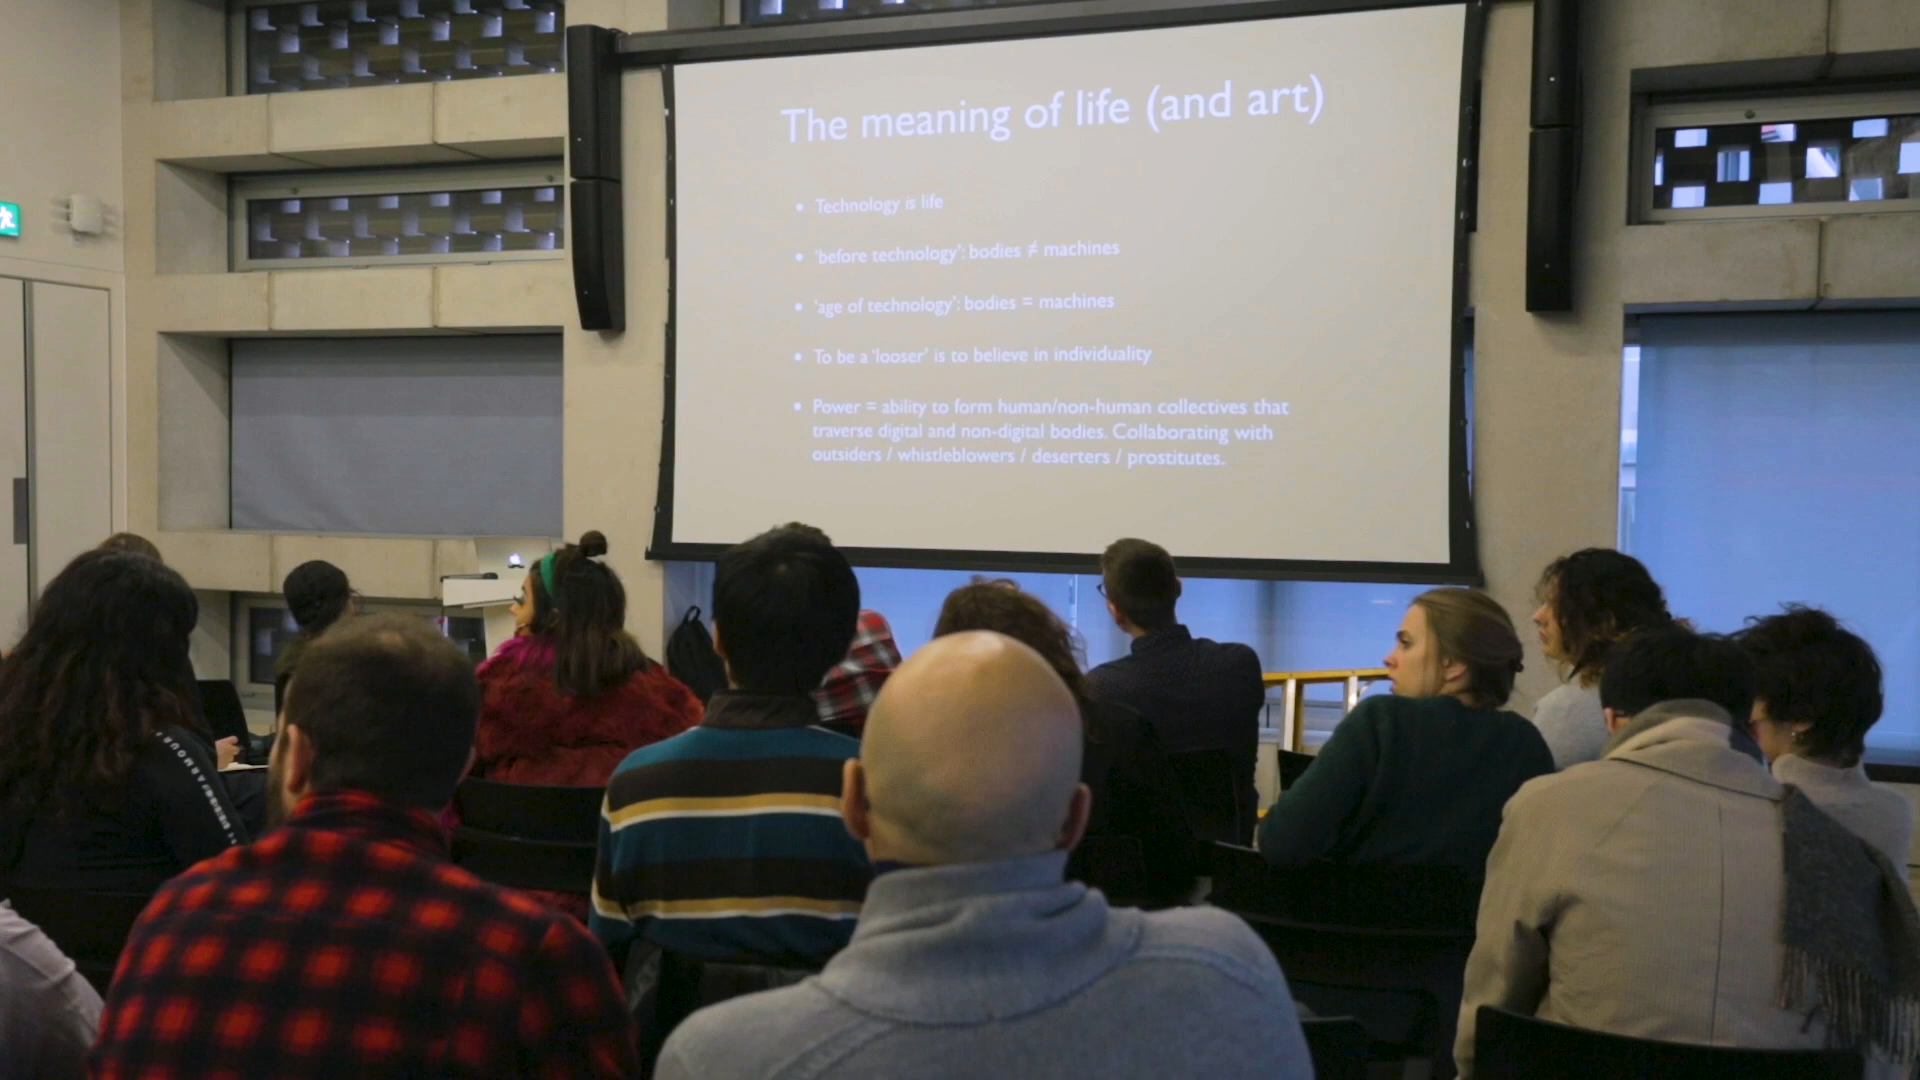 The meaning of life (and art)
• Technology is life
• 'before technology': bodies ≠ machines
• 'age of technology': bodies = machines
• To be a 'looser' is to believe in individuality
• Power = ability to form human/non-human collectives that
traverse digital and non-digital bodies. Collaborating with
outsiders / whistleblowers / deserters / prostitutes.